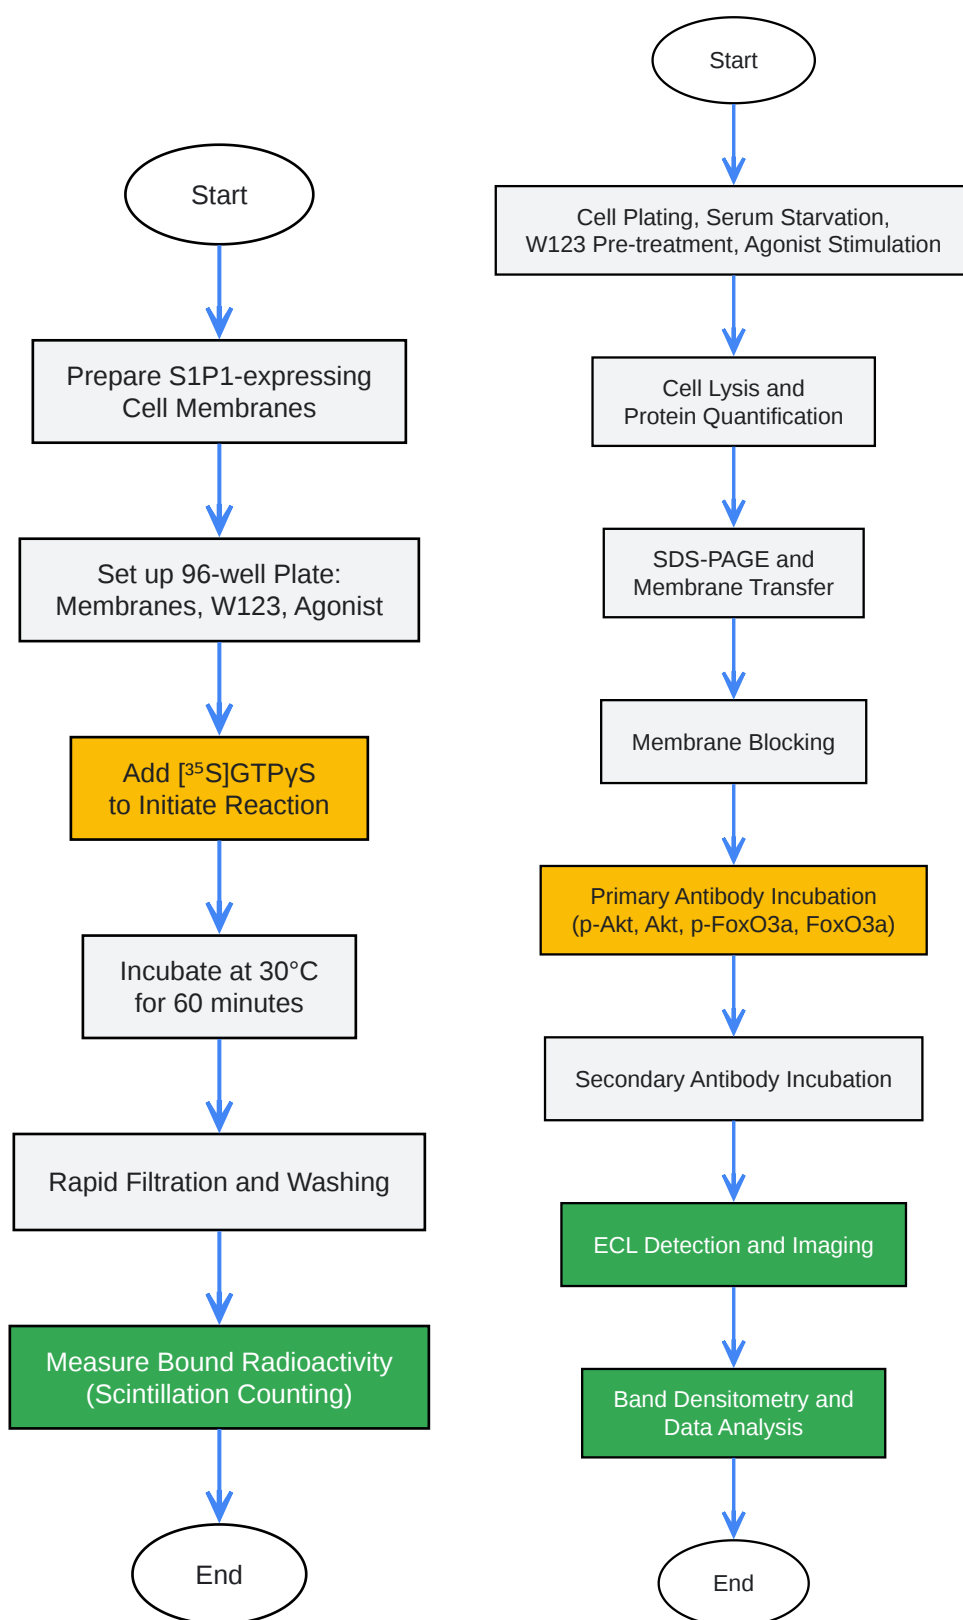 Start
Prepare S1P1-expressing
Cell Membranes
Set up 96-well Plate:
Membranes, W123, Agonist
Add [³⁵S]GTPγS
to Initiate Reaction
Incubate at 30°C
for 60 minutes
Rapid Filtration and Washing
Measure Bound Radioactivity
(Scintillation Counting)
End
Start
Cell Plating, Serum Starvation,
W123 Pre-treatment, Agonist Stimulation
Cell Lysis and
Protein Quantification
SDS-PAGE and
Membrane Transfer
Membrane Blocking
Primary Antibody Incubation
(p-Akt, Akt, p-FoxO3a, FoxO3a)
Secondary Antibody Incubation
ECL Detection and Imaging
Band Densitometry and
Data Analysis
End